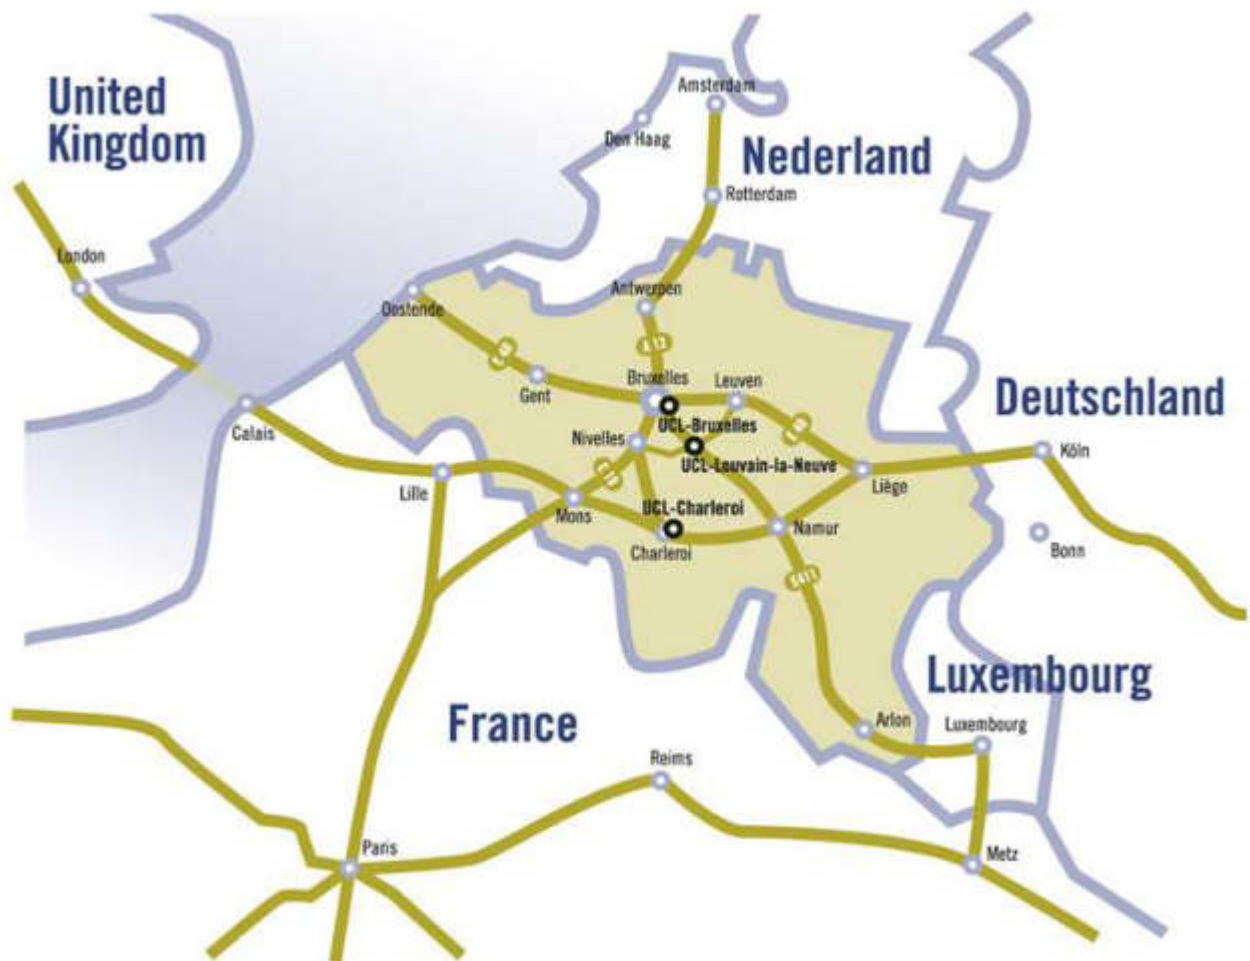 United
Kingdom
Amsterdam
Den Haag
Nederland
Rotterdam
London
Antwerpen
Oostende
Bruxelles
Leuven
Gent
UCL-Bruxelles
Deutschland
Calais
Nivelles
Köln
UCL-Louvain-la-Neuve
Lille
Liège
UCL-Charleroi
Mons
Namur
Charleroi
Bonn
E411
Luxembourg
France
Arlon
Luxembourg
Reims
Paris
Metz